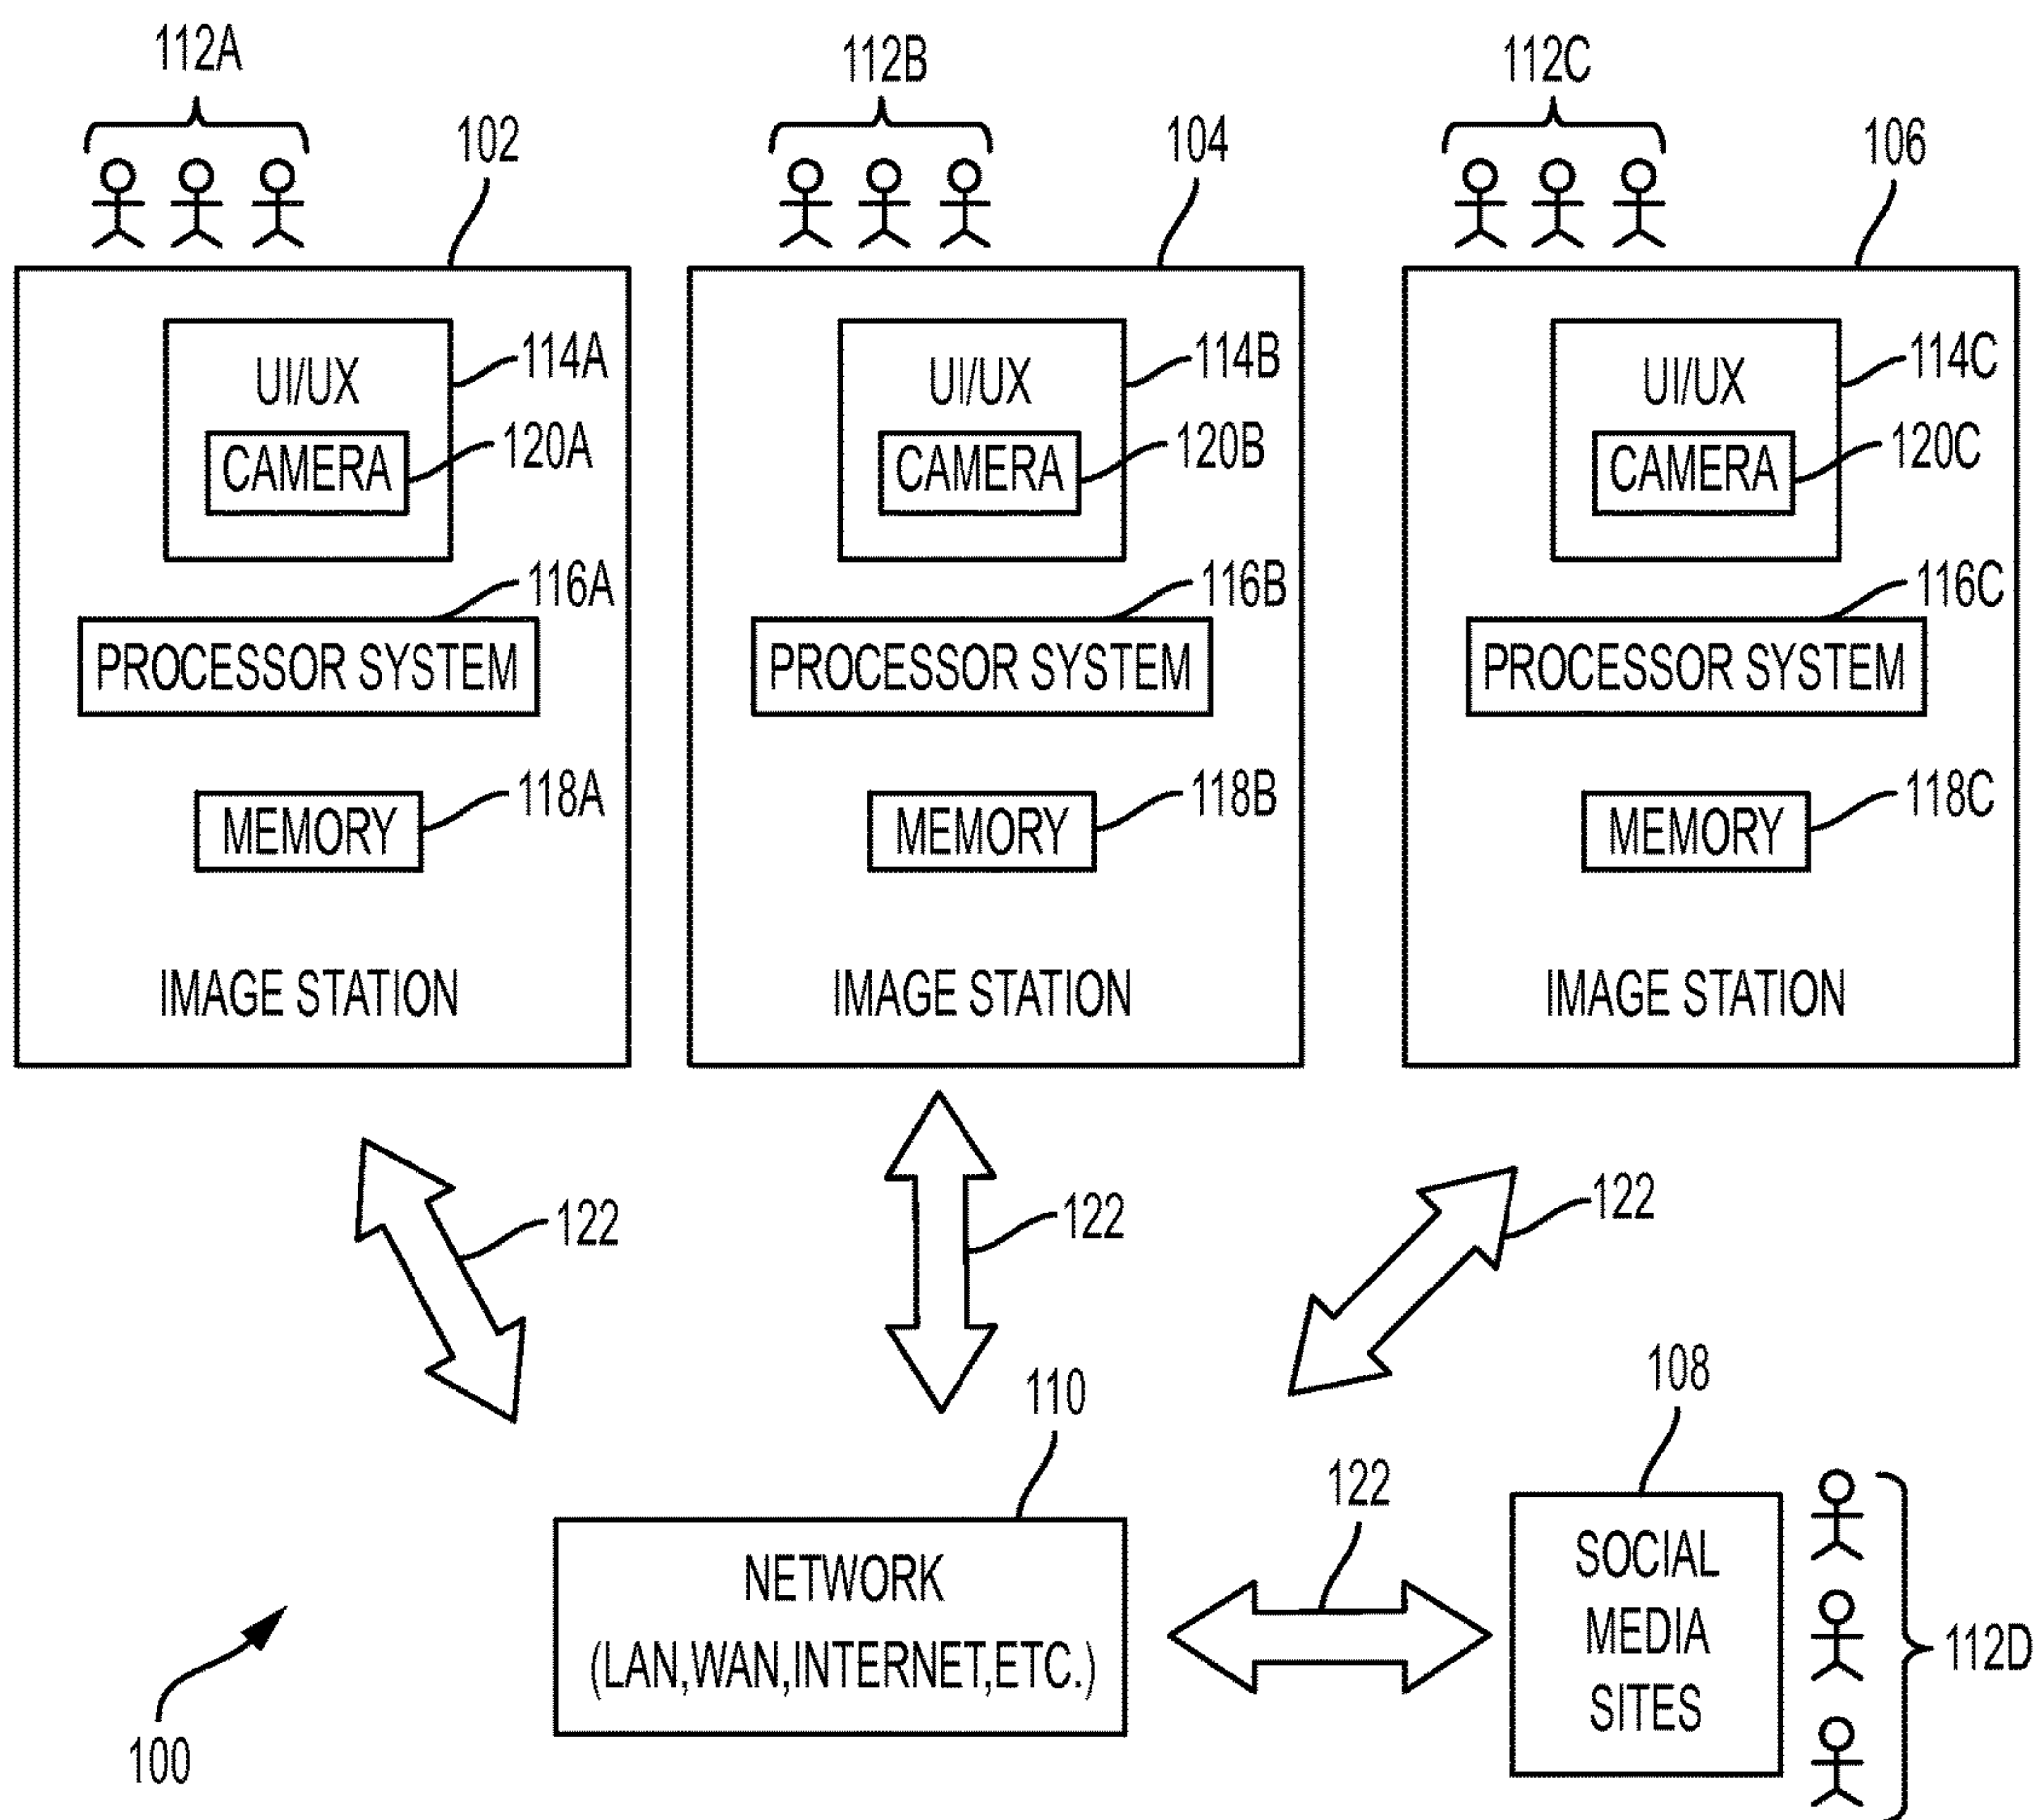 112A
112B
112C
102
104
106
UI/UX
114A
UI/UX
114B
UI/UX
114C
CAMERA
120A
CAMERA
120B
CAMERA
120C
116A
116B
116C
PROCESSOR SYSTEM
PROCESSOR SYSTEM
PROCESSOR SYSTEM
118A
118B
118C
MEMORY
MEMORY
MEMORY
IMAGE STATION
IMAGE STATION
IMAGE STATION
122
122
122
110
108
122
NETWORK
(LAN,WAN,INTERNET,ETC.)
SOCIAL
MEDIA
SITES
112D
100